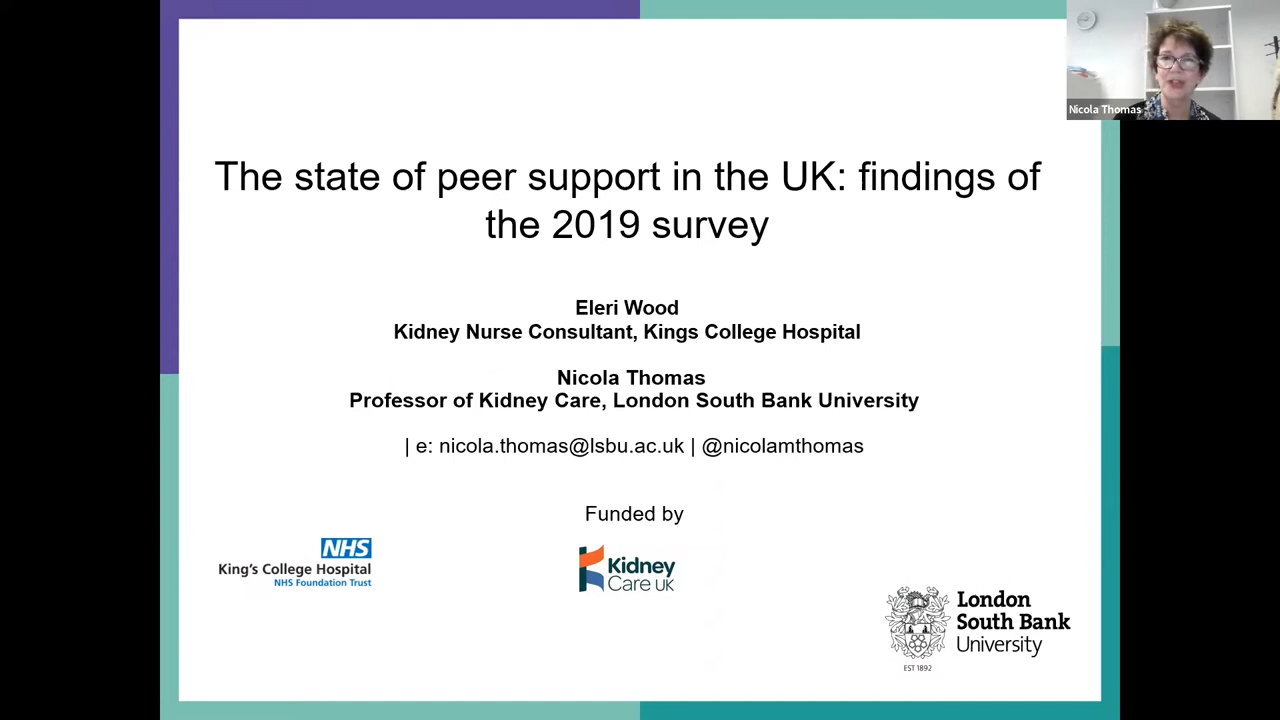 Nicola Thomas
The state of peer support in the UK: findings of
the 2019 survey
Eleri Wood
Kidney Nurse Consultant, Kings College Hospital
Nicola Thomas
Professor of Kidney Care, London South Bank University
| e: nicola.thomas@lsbu.ac.uk | @nicolamthomas
Funded by
NHS
King's College Hospital
NHS Foundation Trust
Kidney
Care UK
London
South Bank
University
EST 1892